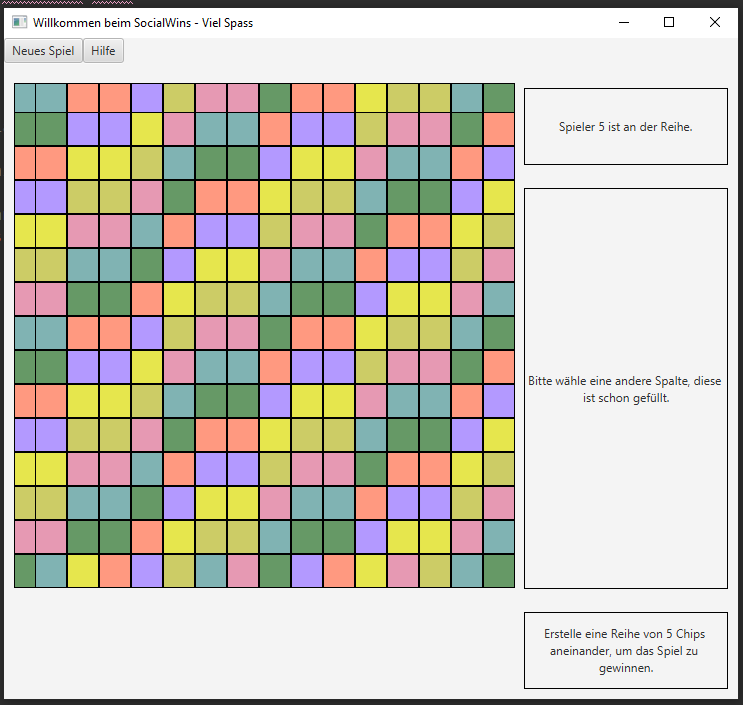 Willkommen beim SocialWins - Viel Spass
Neues Spiel
Hilfe
Spieler 5 ist an der Reihe.
Bitte wähle eine andere Spalte, diese
ist schon gefüllt.
Erstelle eine Reihe von 5 Chips
aneinander, um das Spiel zu
gewinnen.